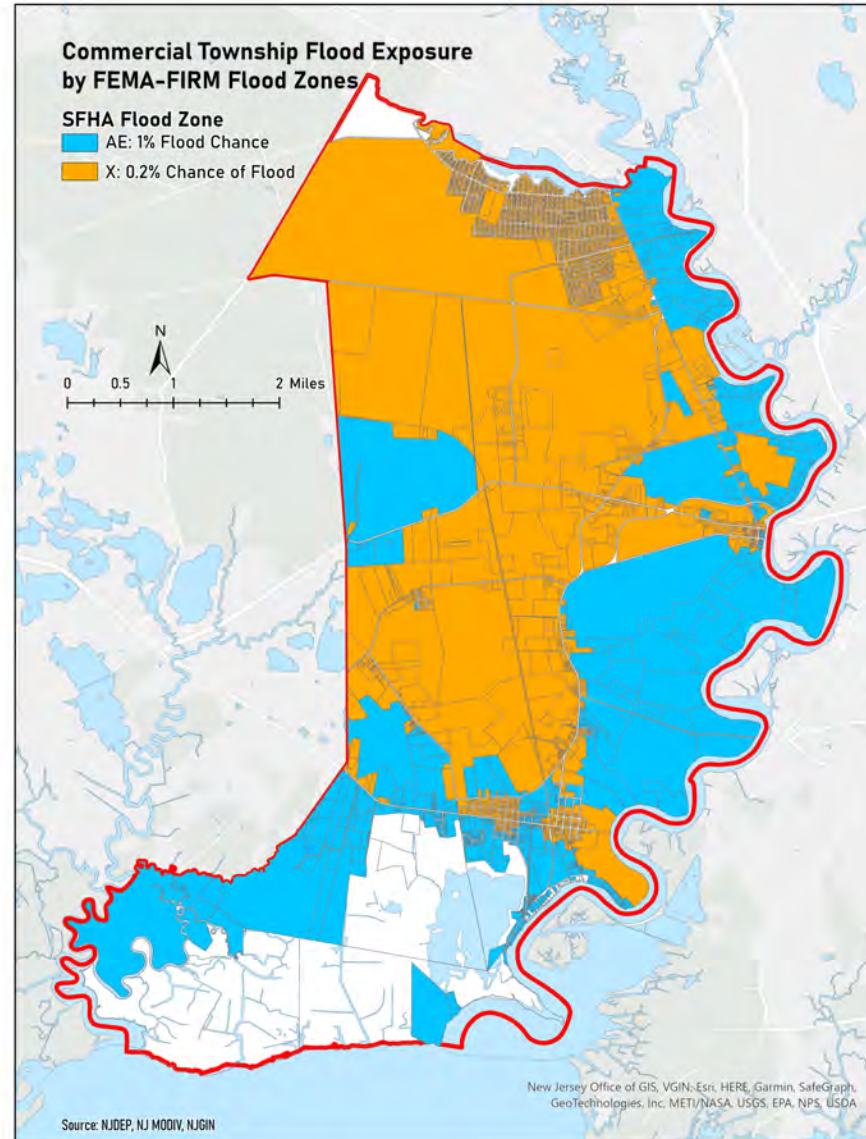 Commercial Township Flood Exposure
by FEMA-FIRM Flood Zones
SFHA Flood Zone
AE: 1% Flood Chance
X: 0.2% Chance of Flood
N
0 0.5 1 2 Miles
New Jersey Office of GIS, VGIN, Esri, HERE, Garmin, SafeGraph,
GeoTechnologies, Inc, METI/NASA, USGS, EPA, NPS, USDA
Source: NJDEP, NJ MODIV, NJGIN